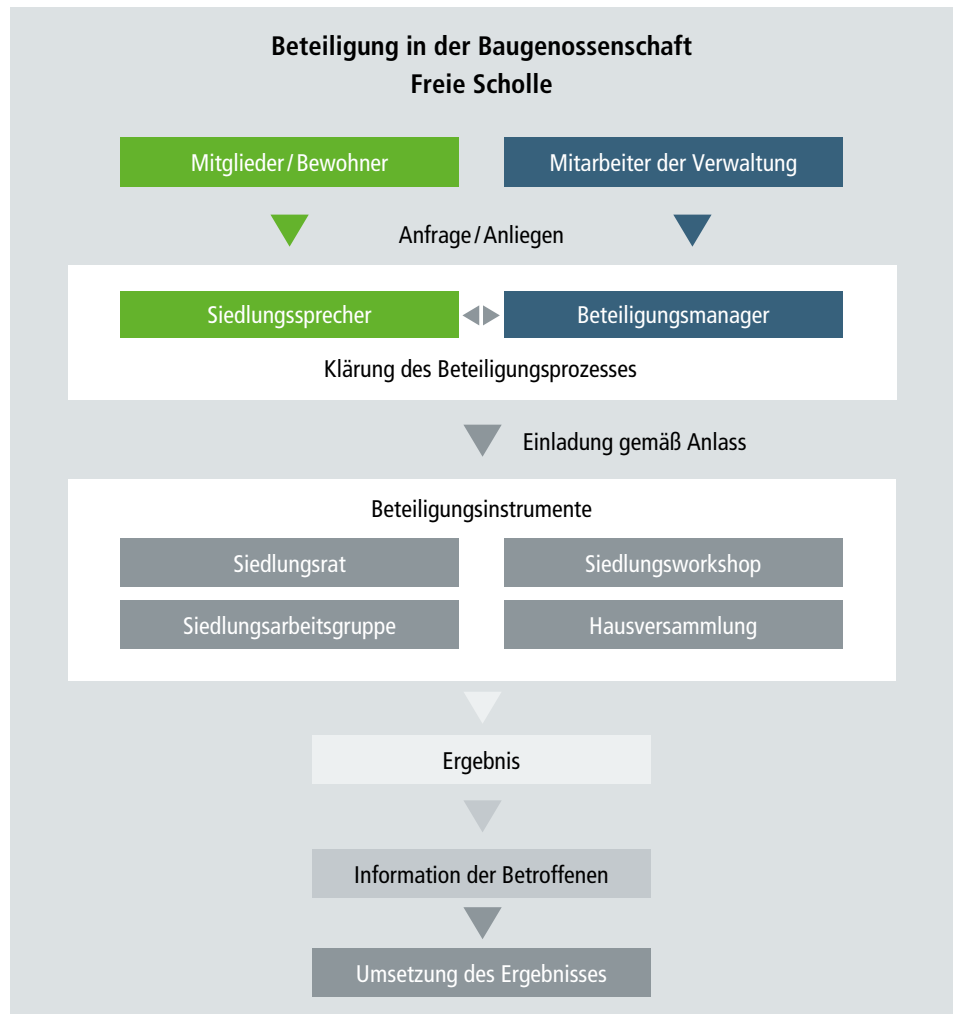 Beteiligung in der Baugenossenschaft
Freie Scholle
Mitglieder/Bewohner
Mitarbeiter der Verwaltung
Anfrage/Anliegen
Siedlungssprecher
Beteiligungsmanager
Klärung des Beteiligungsprozesses
Einladung gemäß Anlass
Beteiligungsinstrumente
Siedlungsrat
Siedlungsworkshop
Siedlungsarbeitsgruppe
Hausversammlung
Ergebnis
Information der Betroffenen
Umsetzung des Ergebnisses